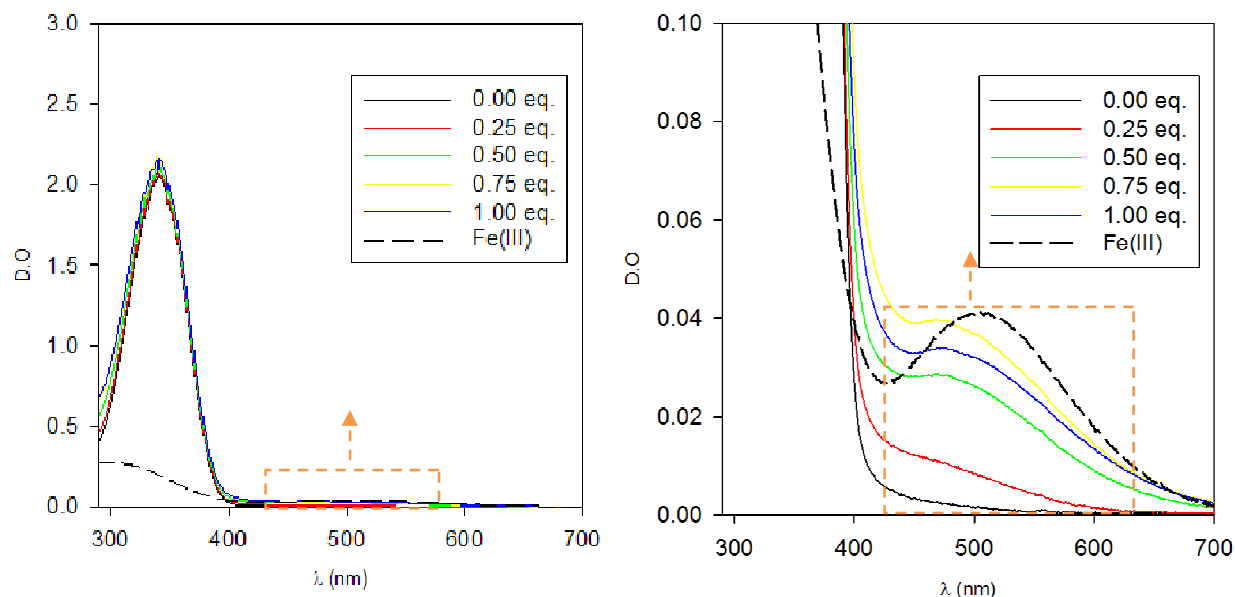 3.0
2.5
2.0
1.5
1.0
0.5
0.0
D.O
300 400 500 600 700
λ (nm)
0.00 eq.
0.25 eq.
0.50 eq.
0.75 eq.
1.00 eq.
Fe(III)
0.10
0.08
0.06
0.04
0.02
0.00
D.O
300 400 500 600 700
λ (nm)
0.00 eq.
0.25 eq.
0.50 eq.
0.75 eq.
1.00 eq.
Fe(III)